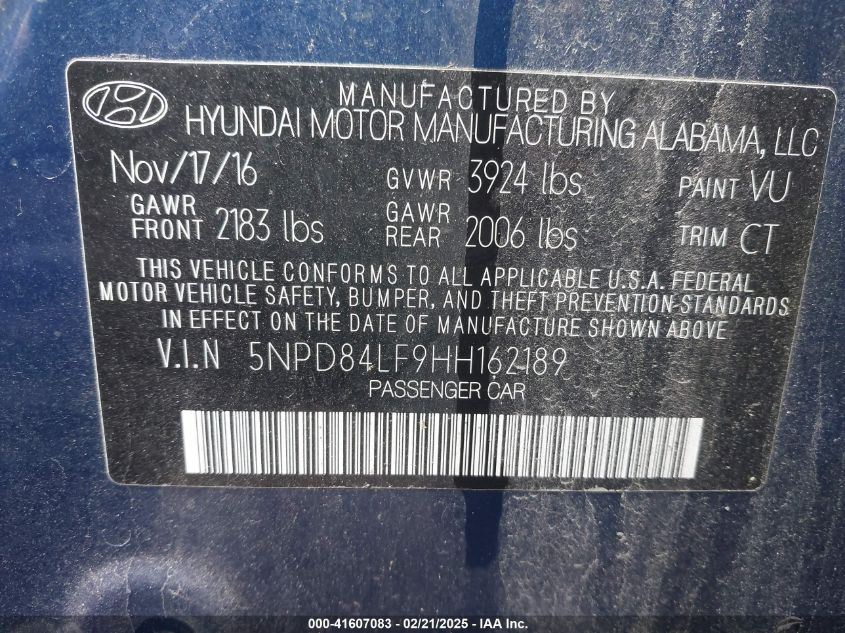 MANUFACTURED BY
HYUNDAI MOTOR MANUFACTURING ALABAMA, LLC
Nov/17/16 GVWR 3924 lbs PAINT VU
GAWR FRONT 2183 lbs GAWR REAR 2006 lbs TRIM CT
THIS VEHICLE CONFORMS TO ALL APPLICABLE U.S.A. FEDERAL
MOTOR VEHICLE SAFETY, BUMPER, AND THEFT PREVENTION STANDARDS
IN EFFECT ON THE DATE OF MANUFACTURE SHOWN ABOVE
V.I.N 5NPD84LF9HH162189
PASSENGER CAR
000-41607083 - 02/21/2025 - IAA Inc.